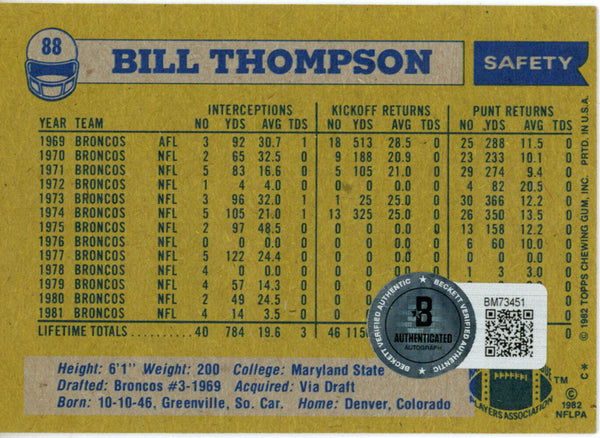 88
BILL THOMPSON
SAFETY
INTERCEPTIONS KICKOFF RETURNS PUNT RETURNS
YEAR TEAM NO YDS AVG TDS NO YDS AVG TDS NO YDS AVG TDS
1969 BRONCOS AFL 3 92 30.7 1 18 513 28.5 0 25 288 11.5 0
1970 BRONCOS NFL 2 65 32.5 0 9 188 20.9 0 23 233 10.1 0
1971 BRONCOS NFL 5 83 16.6 0 5 105 21.0 0 29 274 9.4 0
1972 BRONCOS NFL 1 4 4.0 0 0 0 0.0 0 4 82 20.5 0
1973 BRONCOS NFL 3 96 32.0 1 1 25 25.0 0 30 366 12.2 0
1974 BRONCOS NFL 5 105 21.0 1 13 325 25.0 0 26 350 13.5 0
1975 BRONCOS NFL 2 97 48.5 0 0 0 0.0 0 13 158 12.2 0
1976 BRONCOS NFL 0 0 0.0 0 0 0 0.0 0 6 60 10.0 0
1977 BRONCOS NFL 5 122 24.4 0 0 0 0.0 0 0 0 0.0 0
1978 BRONCOS NFL 4 0 0.0 0 0 0 1 3 3.0 0
1979 BRONCOS NFL 4 57 14.3 0 0 0
1980 BRONCOS NFL 2 49 24.5 0 0 0
1981 BRONCOS NFL 4 14 3.5 0 0 0
LIFETIME TOTALS........... 40 784 19.6 3 46 115
Height: 6'1" Weight: 200 College: Maryland State
Drafted: Broncos #3-1969 Acquired: Via Draft
Born: 10-10-46, Greenville, So. Car. Home: Denver, Colorado
BECKETT VERIFIED AUTHENTIC
BECKETT VERIFIED AUTHENTIC
B
AUTHENTICATED
AUTOGRAPH
BM73451
PLAYERS ASSOCIATION
TM
© 1982
NFLPA
© 1982 TOPPS CHEWING GUM, INC. PRTD. IN U.S.A.
C*